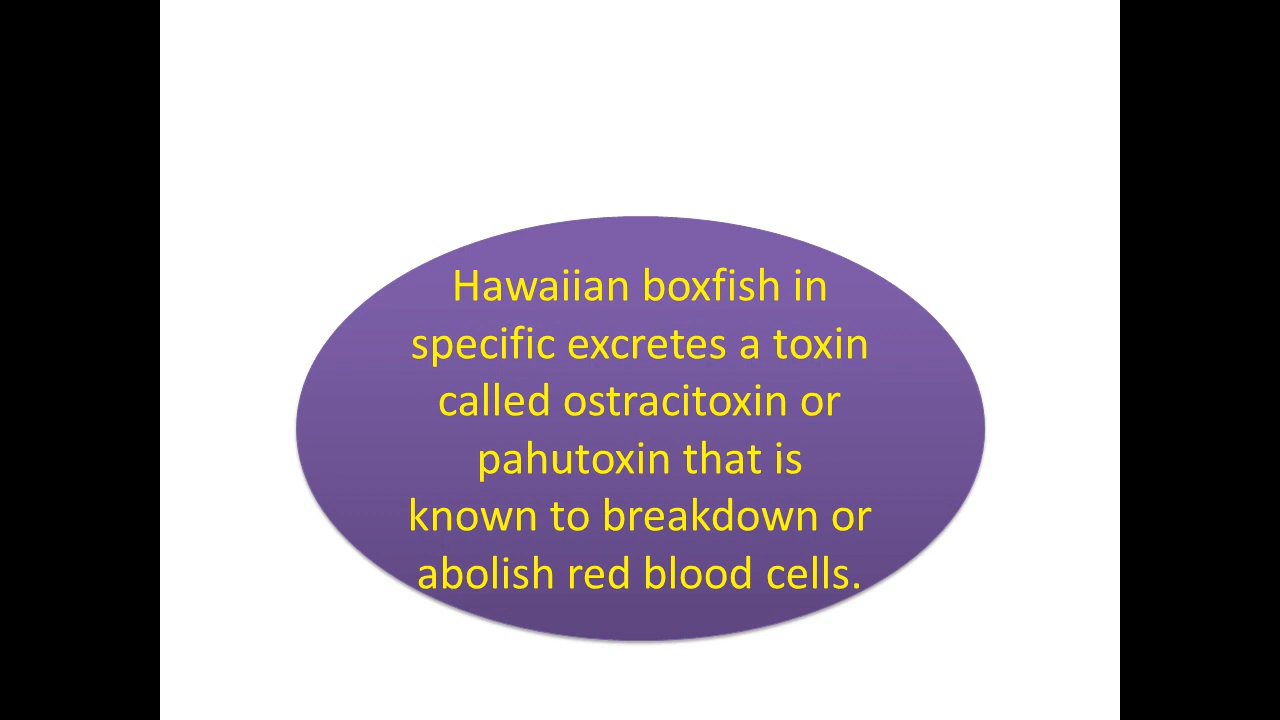 Hawaiian boxfish in
specific excretes a toxin
called ostracitoxin or
pahutoxin that is
known to breakdown or
abolish red blood cells.